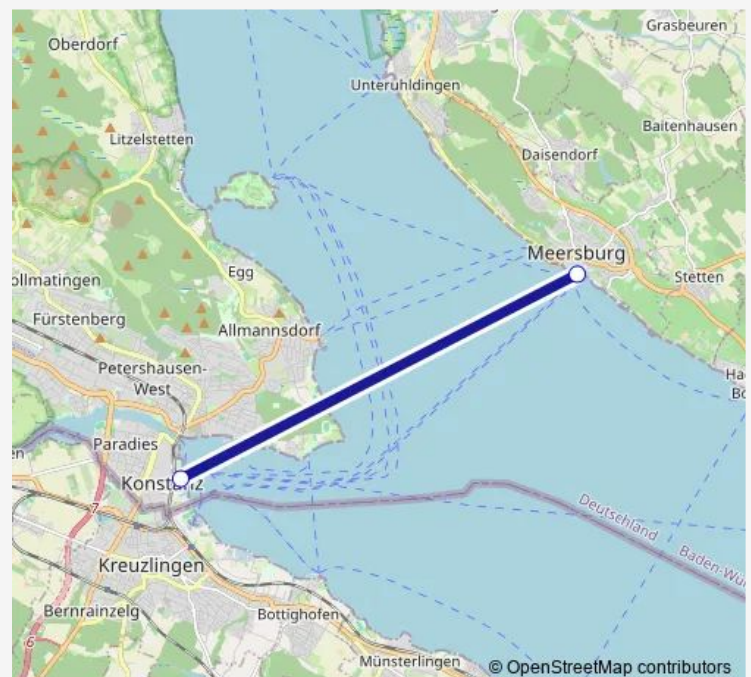 Oberdorf
Grasbeuren
Unteruhldingen
Baitenhausen
Litzelstetten
Daisendorf
Meersburg
Egg
Stetten
ollmatingen
Fürstenberg
Allmannsdorf
Petershausen-
West
Ha
Bo
Paradies
en
Konstanz
7
Deutschland
Baden-Wü
Kreuzlingen
Bernrainzelg
Bottighofen
6
Münsterlingen
© OpenStreetMap contributors